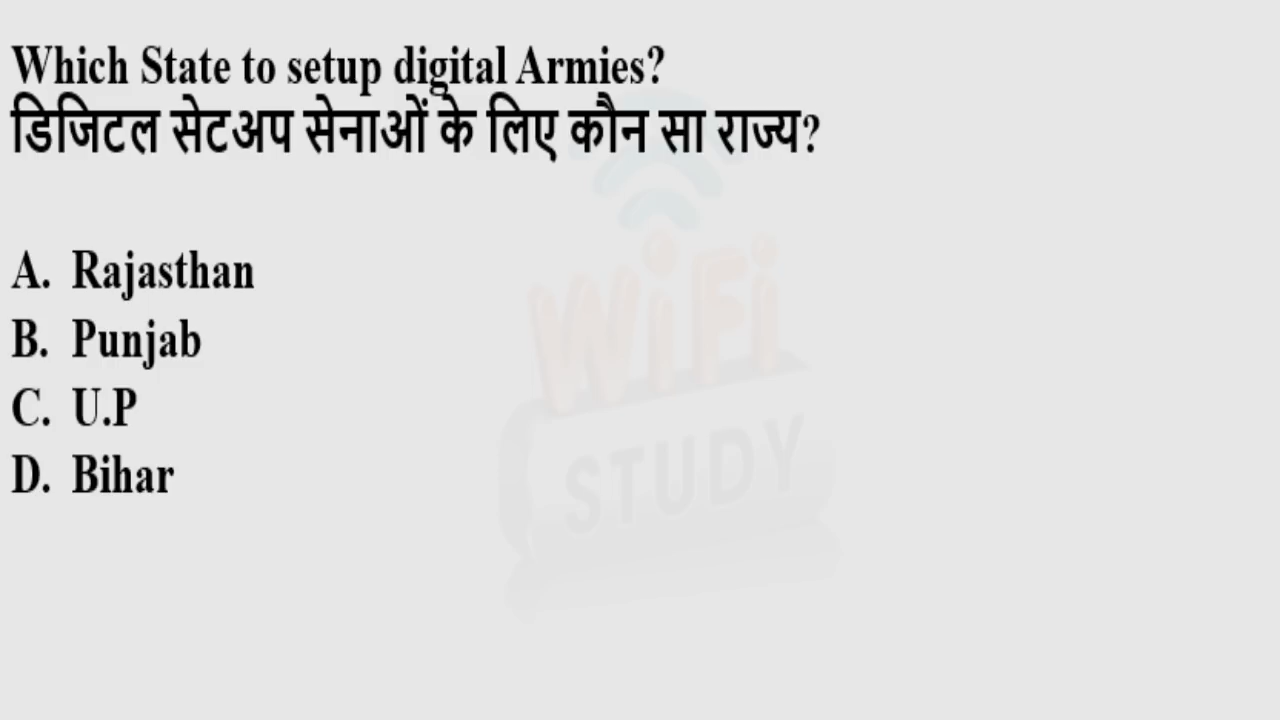 Which State to setup digital Armies?
डिजिटल सेटअप सेनाओं के लिए कौन सा राज्य?
A. Rajasthan
B. Punjab
C. U.P
D. Bihar
WiFi
STUDY